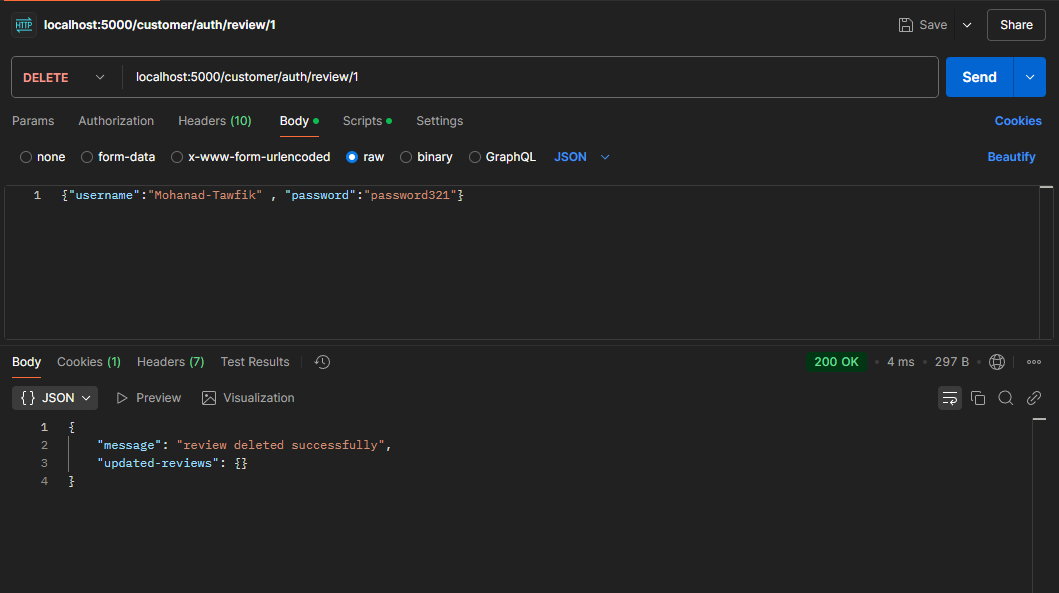 HTTP localhost:5000/customer/auth/review/1 Save Share
DELETE localhost:5000/customer/auth/review/1 Send
Params Authorization Headers (10) Body Scripts Settings Cookies
none form-data x-www-form-urlencoded raw binary GraphQL JSON Beautify
1 {"username":"Mohanad-Tawfik" , "password":"password321"}
Body Cookies (1) Headers (7) Test Results 200 OK 4 ms 297 B
{} JSON Preview Visualization
1 {
2 "message": "review deleted successfully",
3 "updated-reviews": {}
4 }